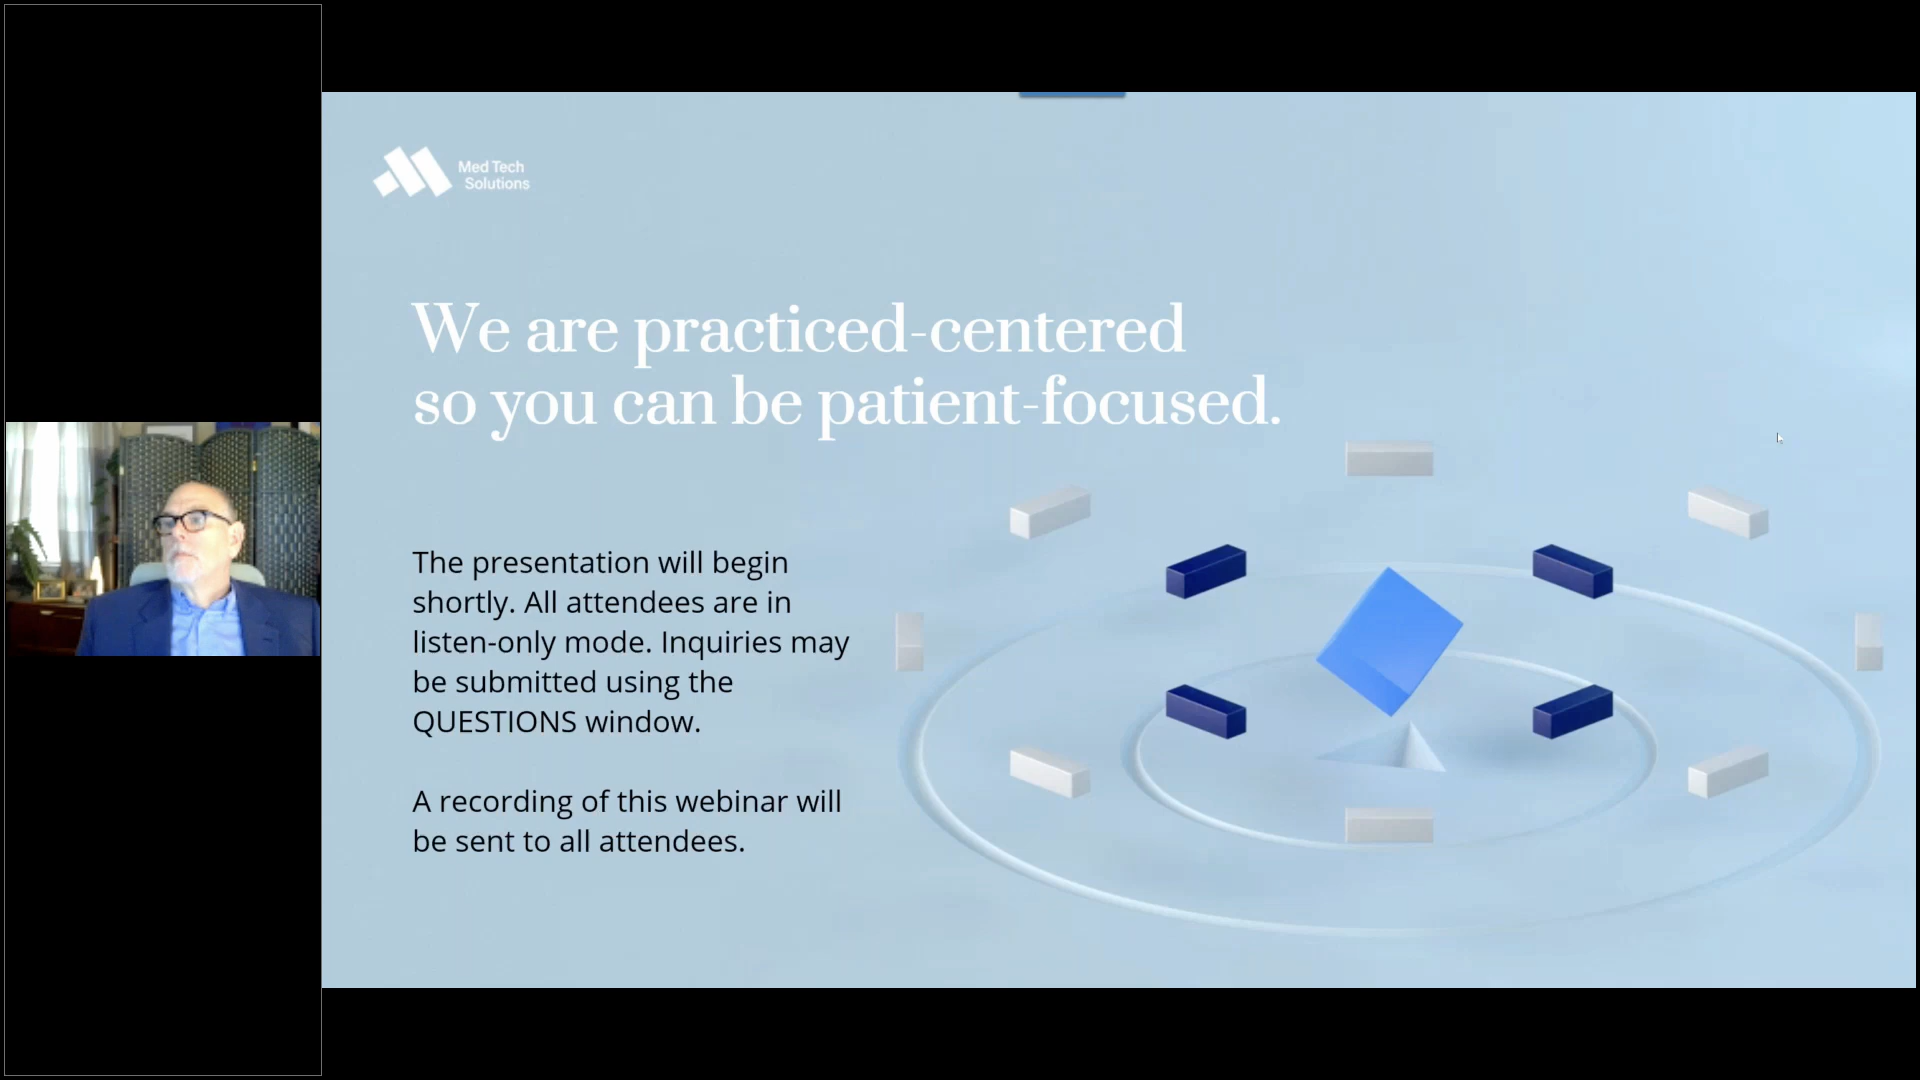 Med Tech
Solutions
We are practiced-centered
so you can be patient-focused.
The presentation will begin
shortly. All attendees are in
listen-only mode. Inquiries may
be submitted using the
QUESTIONS window.
A recording of this webinar will
be sent to all attendees.